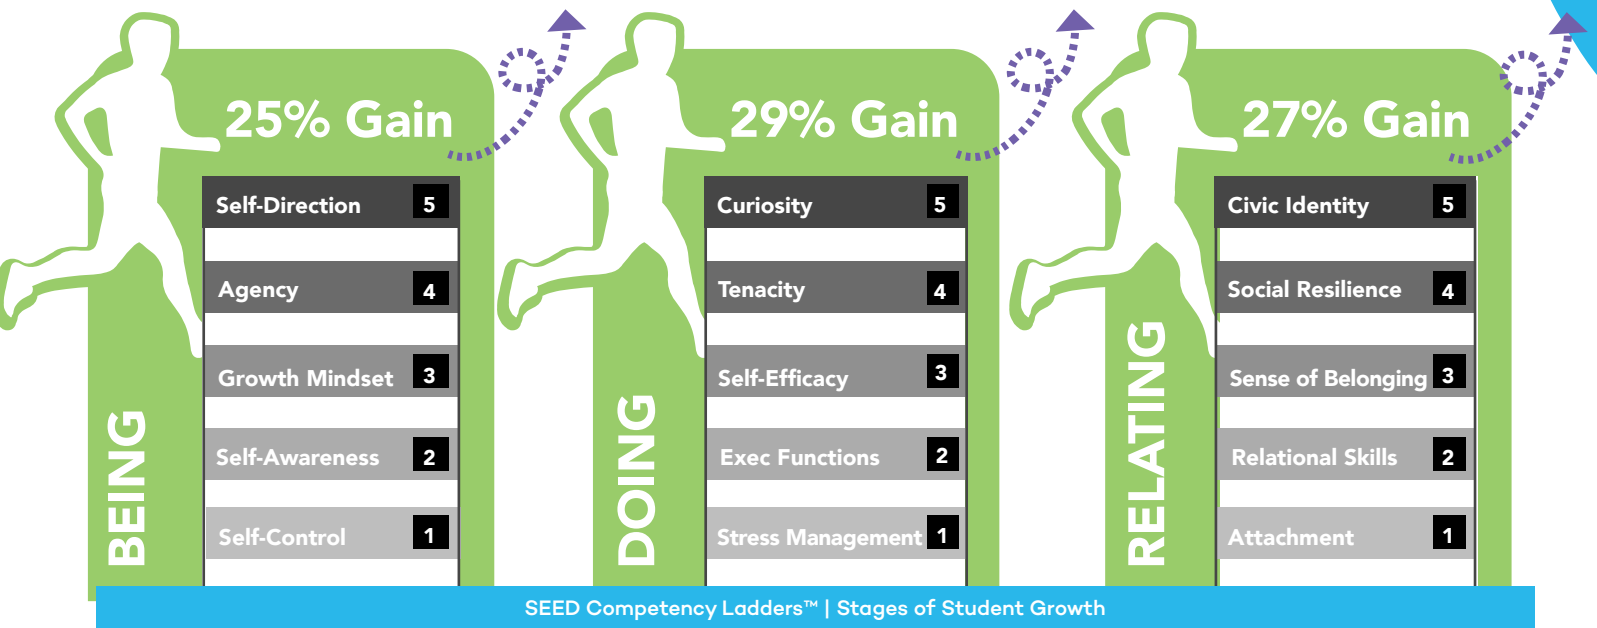 25% Gain
Self-Direction 5
Agency 4
Growth Mindset 3
Self-Awareness 2
Self-Control 1
BEING
29% Gain
Curiosity 5
Tenacity 4
Self-Efficacy 3
Exec Functions 2
Stress Management 1
DOING
27% Gain
Civic Identity 5
Social Resilience 4
Sense of Belonging 3
Relational Skills 2
Attachment 1
RELATING
SEED Competency Ladders™ | Stages of Student Growth